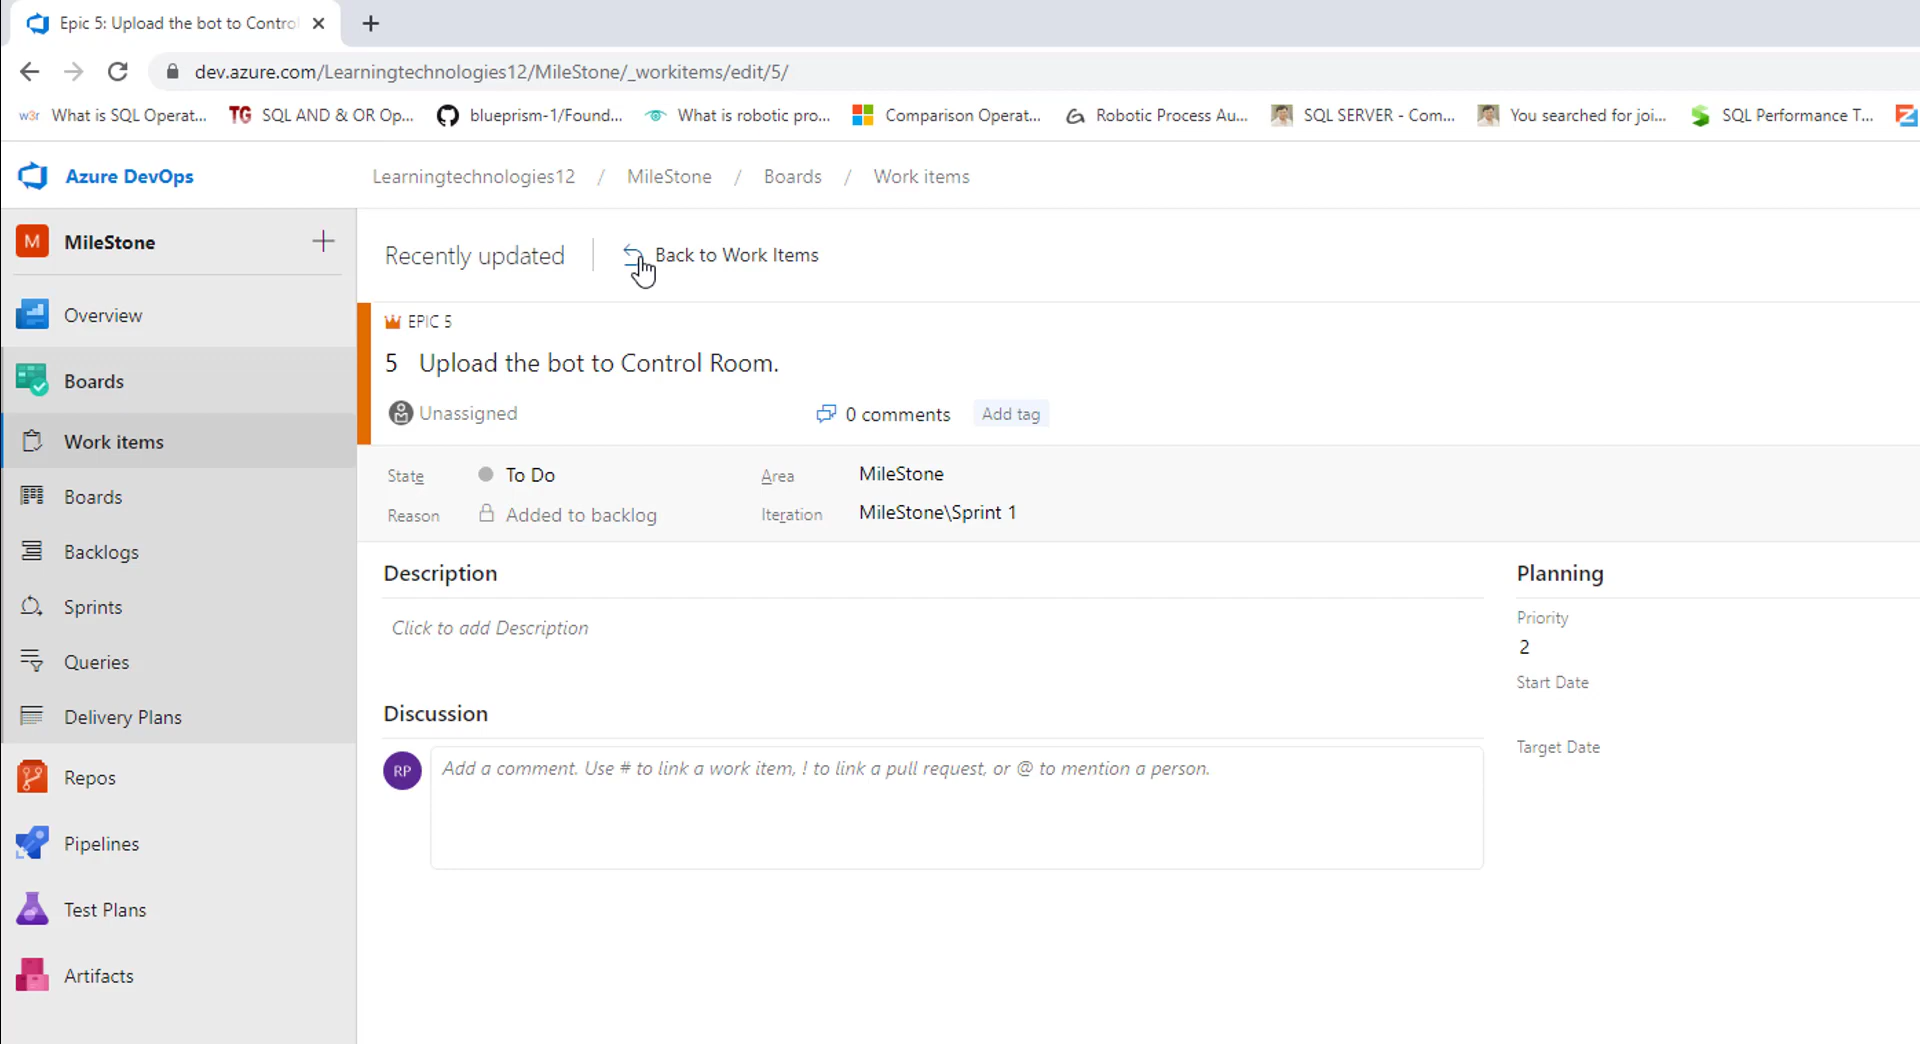 Epic 5: Upload the bot to Contro
dev.azure.com/Learningtechnologies12/MileStone/_workitems/edit/5/
w3r What is SQL Operat... TG SQL AND & OR Op... blueprism-1/Found... What is robotic pro... Comparison Operat... Robotic Process Au... SQL SERVER - Com... You searched for joi... SQL Performance T...
Azure DevOps Learningtechnologies12 / MileStone / Boards / Work items
M MileStone
Recently updated Back to Work Items
Overview
EPIC 5
5 Upload the bot to Control Room.
Boards
Unassigned 0 comments Add tag
Work items
State To Do Area MileStone
Reason Added to backlog Iteration MileStone\Sprint 1
Boards
Backlogs
Sprints
Queries
Delivery Plans
Repos
Pipelines
Test Plans
Artifacts
Description
Click to add Description
Discussion
RP Add a comment. Use # to link a work item, ! to link a pull request, or @ to mention a person.
Planning
Priority
2
Start Date
Target Date